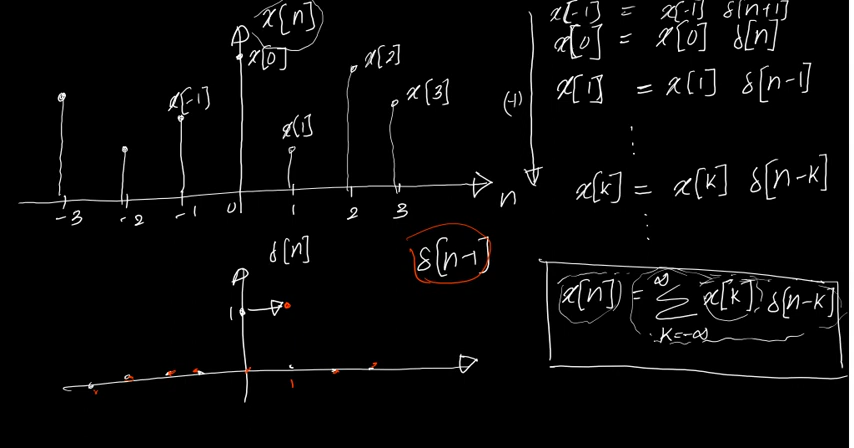 x[n]
x[0]
x[2]
x[-1]
x[3]
x[1]
-3 -2 -1 0 1 2 3 n
δ[n]
δ[n-1]
1
1
x[-1] = x[-1] δ[n+1]
x[0] = x[0] δ[n]
x[1] = x[1] δ[n-1]
(-1)
⋮
x[k] = x[k] δ[n-k]
⋮
x[n] = ∑_{k=-∞}^{∞} x[k] · δ[n-k]